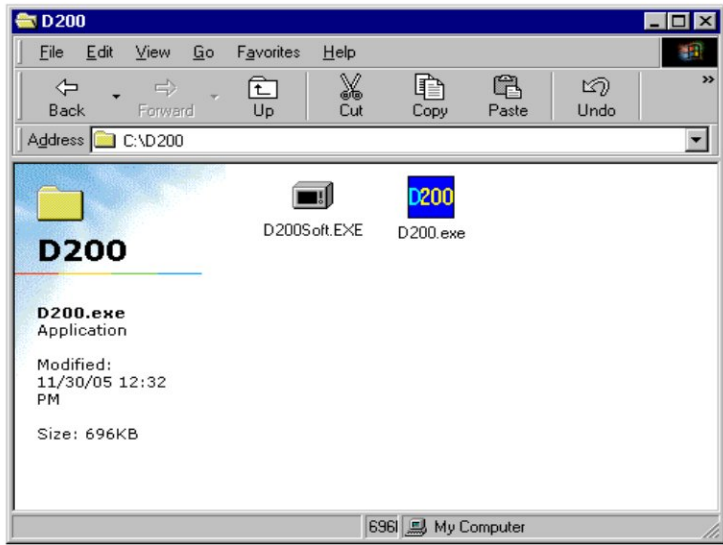 D200
File Edit View Go Favorites Help
Back Forward Up Cut Copy Paste Undo »
Address C:\D200
D200
D200Soft.EXE D200.exe
D200
D200.exe
Application
Modified:
11/30/05 12:32
PM
Size: 696KB
696 My Computer